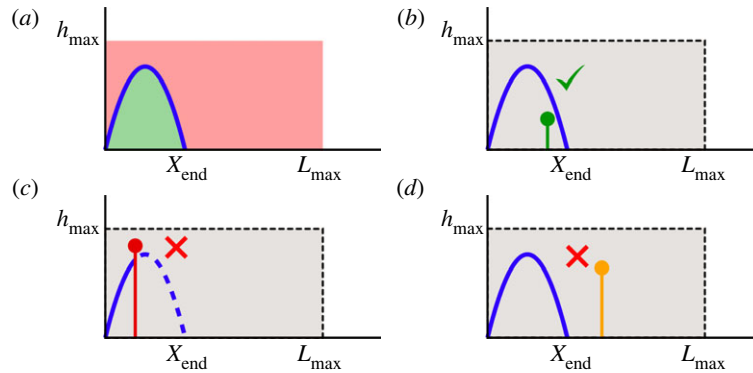 (a)
h_max
X_end
L_max
(b)
h_max
X_end
L_max
(c)
h_max
X_end
L_max
(d)
h_max
X_end
L_max